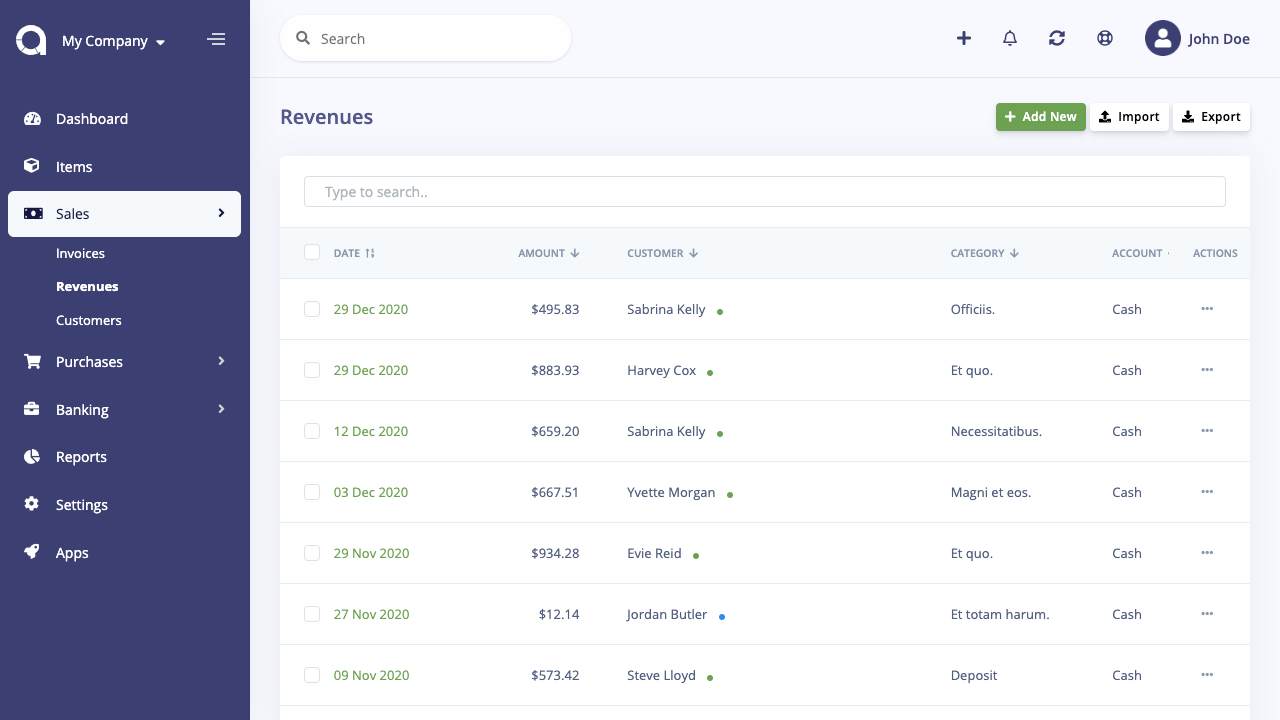 My Company
Search
John Doe
Dashboard
Items
Sales
Invoices
Revenues
Customers
Purchases
Banking
Reports
Settings
Apps
Revenues
Add New
Import
Export
Type to search..
DATE AMOUNT CUSTOMER CATEGORY ACCOUNT ACTIONS
29 Dec 2020 $495.83 Sabrina Kelly Officiis. Cash
29 Dec 2020 $883.93 Harvey Cox Et quo. Cash
12 Dec 2020 $659.20 Sabrina Kelly Necessitatibus. Cash
03 Dec 2020 $667.51 Yvette Morgan Magni et eos. Cash
29 Nov 2020 $934.28 Evie Reid Et quo. Cash
27 Nov 2020 $12.14 Jordan Butler Et totam harum. Cash
09 Nov 2020 $573.42 Steve Lloyd Deposit Cash